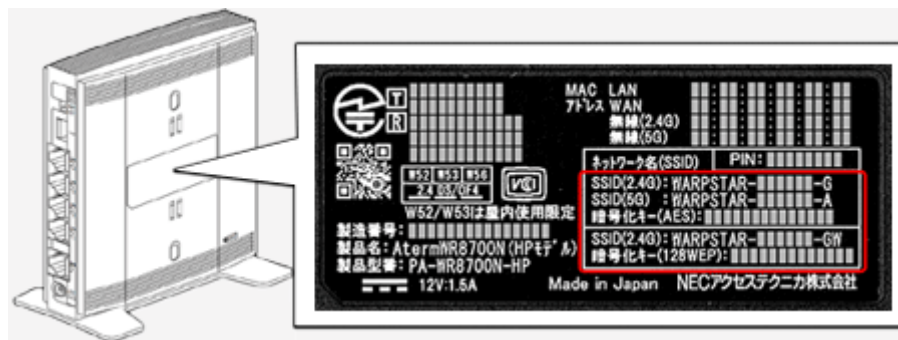 T
R
MAC LAN
アドレス WAN
無線(2.4G)
無線(5G)
W52 W53 W56
2.4 DS/OF4
VCI
W52/W53は屋内使用限定
製造番号:
製品名: AtermWR8700N(HPモデル)
製品型番: PA-WR8700N-HP
12V:1.5A
ネットワーク名(SSID) PIN:
SSID(2.4G): WARPSTAR- -G
SSID(5G) : WARPSTAR- -A
暗号化キー(AES):
SSID(2.4G): WARPSTAR- -GW
暗号化キー(128WEP):
Made in Japan NECアクセステクニカ株式会社